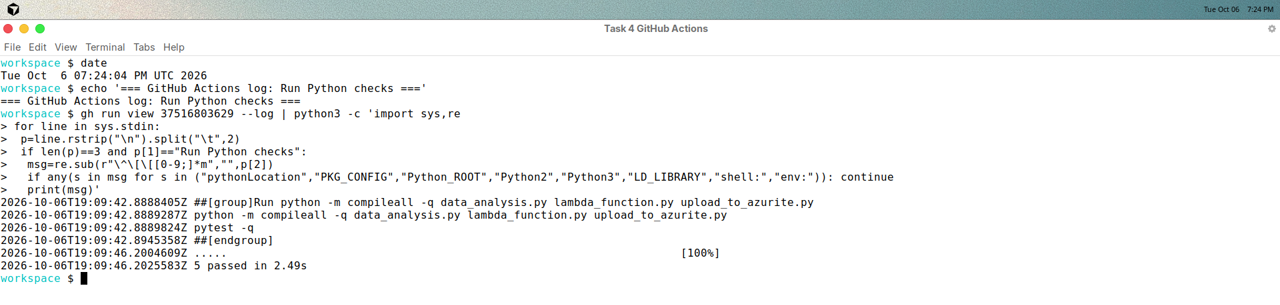 Tue Oct 06 7:24 PM
Task 4 GitHub Actions
File Edit View Terminal Tabs Help
workspace $ date
Tue Oct  6 07:24:04 PM UTC 2026
workspace $ echo '=== GitHub Actions log: Run Python checks ==='
=== GitHub Actions log: Run Python checks ===
workspace $ gh run view 37516803629 --log | python3 -c 'import sys,re
> for line in sys.stdin:
>  p=line.rstrip("\n").split("\t",2)
>  if len(p)==3 and p[1]=="Run Python checks":
>   msg=re.sub(r"\^\[\[[0-9;]*m","",p[2])
>   if any(s in msg for s in ("pythonLocation","PKG_CONFIG","Python_ROOT","Python2","Python3","LD_LIBRARY","shell:","env:")): continue
>   print(msg)'
2026-10-06T19:09:42.8888405Z ##[group]Run python -m compileall -q data_analysis.py lambda_function.py upload_to_azurite.py
2026-10-06T19:09:42.8889287Z python -m compileall -q data_analysis.py lambda_function.py upload_to_azurite.py
2026-10-06T19:09:42.8889824Z pytest -q
2026-10-06T19:09:42.8945358Z ##[endgroup]
2026-10-06T19:09:46.2004609Z ..... [100%]
2026-10-06T19:09:46.2025583Z 5 passed in 2.49s
workspace $